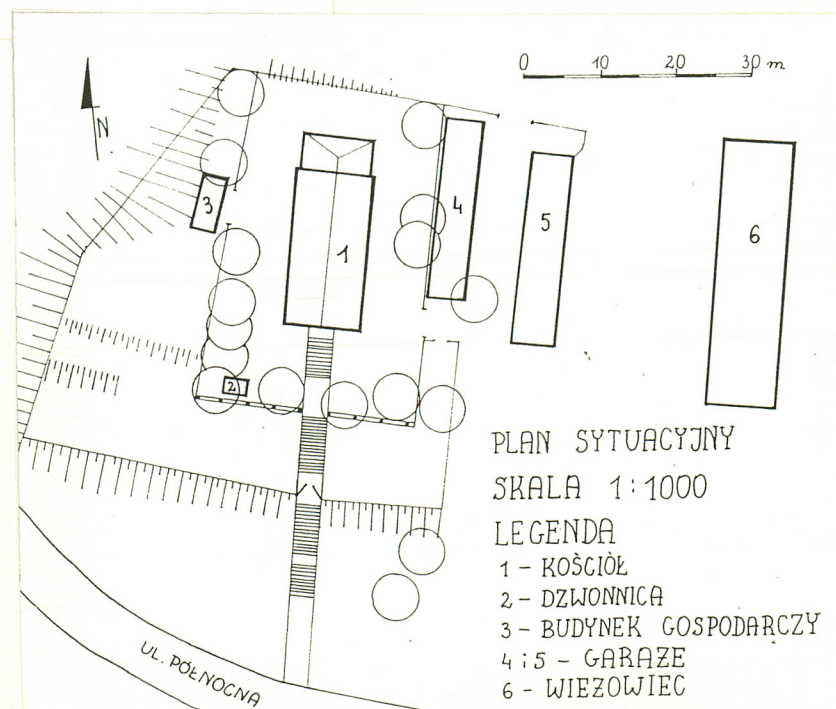 0 10 20 30 m
N
3
4
5
1
6
2
PLAN SYTUACYJNY
SKALA 1:1000
LEGENDA
1 - KOŚCIÓŁ
2 - DZWONNICA
3 - BUDYNEK GOSPODARCZY
4 i 5 - GARAŻE
6 - WIEŻOWIEC
UL. PÓŁNOCNA